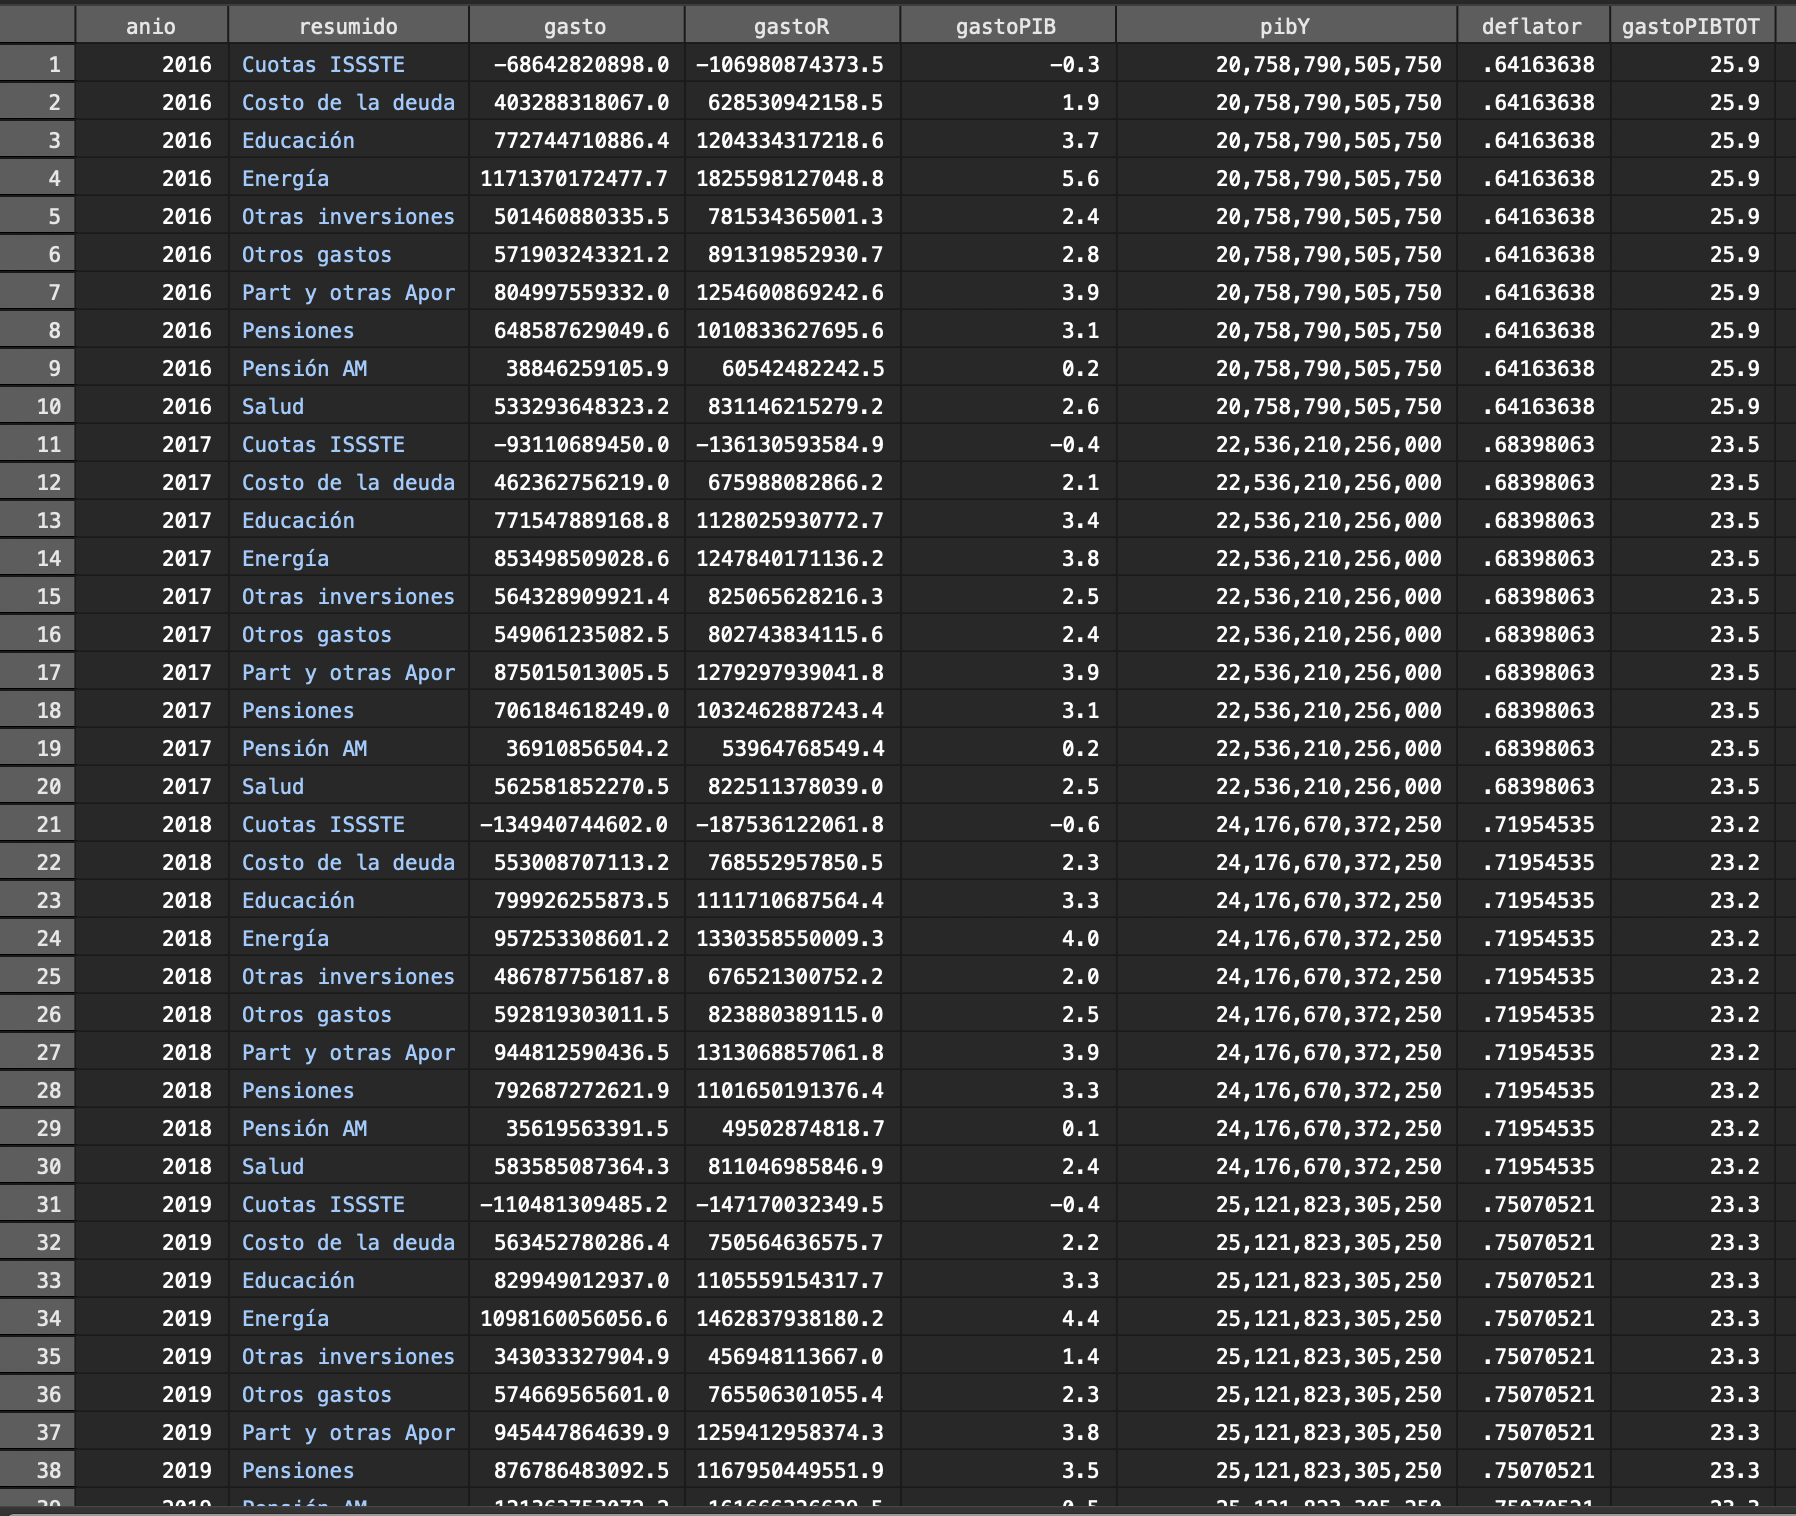 anio resumido gasto gastoR gastoPIB pibY deflator gastoPIBTOT
1 2016 Cuotas ISSSTE −68642820898.0 −106980874373.5 −0.3 20,758,790,505,750 .64163638 25.9
2 2016 Costo de la deuda 403288318067.0 628530942158.5 1.9 20,758,790,505,750 .64163638 25.9
3 2016 Educación 772744710886.4 1204334317218.6 3.7 20,758,790,505,750 .64163638 25.9
4 2016 Energía 1171370172477.7 1825598127048.8 5.6 20,758,790,505,750 .64163638 25.9
5 2016 Otras inversiones 501460880335.5 781534365001.3 2.4 20,758,790,505,750 .64163638 25.9
6 2016 Otros gastos 571903243321.2 891319852930.7 2.8 20,758,790,505,750 .64163638 25.9
7 2016 Part y otras Apor 804997559332.0 1254600869242.6 3.9 20,758,790,505,750 .64163638 25.9
8 2016 Pensiones 648587629049.6 1010833627695.6 3.1 20,758,790,505,750 .64163638 25.9
9 2016 Pensión AM 38846259105.9 60542482242.5 0.2 20,758,790,505,750 .64163638 25.9
10 2016 Salud 533293648323.2 831146215279.2 2.6 20,758,790,505,750 .64163638 25.9
11 2017 Cuotas ISSSTE −93110689450.0 −136130593584.9 −0.4 22,536,210,256,000 .68398063 23.5
12 2017 Costo de la deuda 462362756219.0 675988082866.2 2.1 22,536,210,256,000 .68398063 23.5
13 2017 Educación 771547889168.8 1128025930772.7 3.4 22,536,210,256,000 .68398063 23.5
14 2017 Energía 853498509028.6 1247840171136.2 3.8 22,536,210,256,000 .68398063 23.5
15 2017 Otras inversiones 564328909921.4 825065628216.3 2.5 22,536,210,256,000 .68398063 23.5
16 2017 Otros gastos 549061235082.5 802743834115.6 2.4 22,536,210,256,000 .68398063 23.5
17 2017 Part y otras Apor 875015013005.5 1279297939041.8 3.9 22,536,210,256,000 .68398063 23.5
18 2017 Pensiones 706184618249.0 1032462887243.4 3.1 22,536,210,256,000 .68398063 23.5
19 2017 Pensión AM 36910856504.2 53964768549.4 0.2 22,536,210,256,000 .68398063 23.5
20 2017 Salud 562581852270.5 822511378039.0 2.5 22,536,210,256,000 .68398063 23.5
21 2018 Cuotas ISSSTE −134940744602.0 −187536122061.8 −0.6 24,176,670,372,250 .71954535 23.2
22 2018 Costo de la deuda 553008707113.2 768552957850.5 2.3 24,176,670,372,250 .71954535 23.2
23 2018 Educación 799926255873.5 1111710687564.4 3.3 24,176,670,372,250 .71954535 23.2
24 2018 Energía 957253308601.2 1330358550009.3 4.0 24,176,670,372,250 .71954535 23.2
25 2018 Otras inversiones 486787756187.8 676521300752.2 2.0 24,176,670,372,250 .71954535 23.2
26 2018 Otros gastos 592819303011.5 823880389115.0 2.5 24,176,670,372,250 .71954535 23.2
27 2018 Part y otras Apor 944812590436.5 1313068857061.8 3.9 24,176,670,372,250 .71954535 23.2
28 2018 Pensiones 792687272621.9 1101650191376.4 3.3 24,176,670,372,250 .71954535 23.2
29 2018 Pensión AM 35619563391.5 49502874818.7 0.1 24,176,670,372,250 .71954535 23.2
30 2018 Salud 583585087364.3 811046985846.9 2.4 24,176,670,372,250 .71954535 23.2
31 2019 Cuotas ISSSTE −110481309485.2 −147170032349.5 −0.4 25,121,823,305,250 .75070521 23.3
32 2019 Costo de la deuda 563452780286.4 750564636575.7 2.2 25,121,823,305,250 .75070521 23.3
33 2019 Educación 829949012937.0 1105559154317.7 3.3 25,121,823,305,250 .75070521 23.3
34 2019 Energía 1098160056056.6 1462837938180.2 4.4 25,121,823,305,250 .75070521 23.3
35 2019 Otras inversiones 343033327904.9 456948113667.0 1.4 25,121,823,305,250 .75070521 23.3
36 2019 Otros gastos 574669565601.0 765506301055.4 2.3 25,121,823,305,250 .75070521 23.3
37 2019 Part y otras Apor 945447864639.9 1259412958374.3 3.8 25,121,823,305,250 .75070521 23.3
38 2019 Pensiones 876786483092.5 1167950449551.9 3.5 25,121,823,305,250 .75070521 23.3
39 2019 Pensión AM 25,121,823,305,250 .75070521 23.3